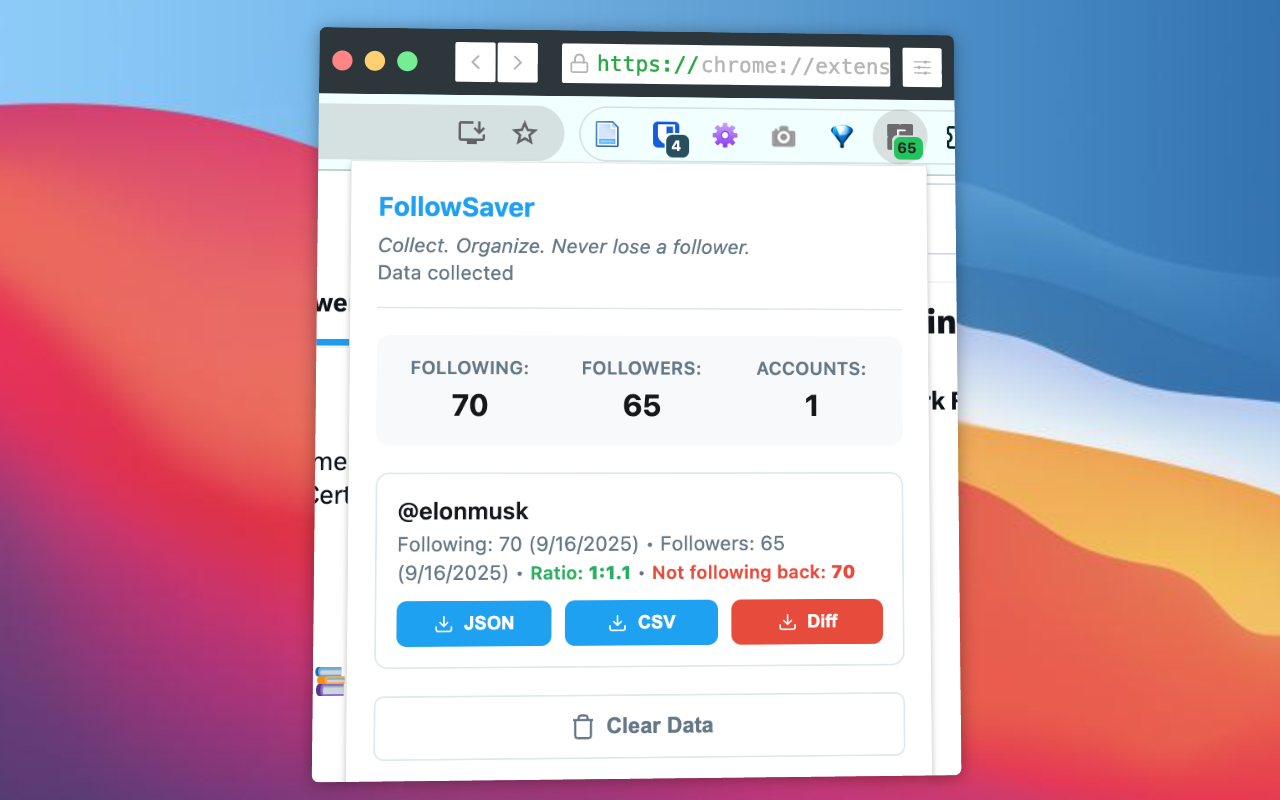 https://chrome://extens
4
65
FollowSaver
Collect. Organize. Never lose a follower.
Data collected
we
in
FOLLOWING: FOLLOWERS: ACCOUNTS:
70 65 1
rk F
me
Cert
@elonmusk
Following: 70 (9/16/2025) • Followers: 65
(9/16/2025) • Ratio: 1:1.1 • Not following back: 70
JSON CSV Diff
Clear Data